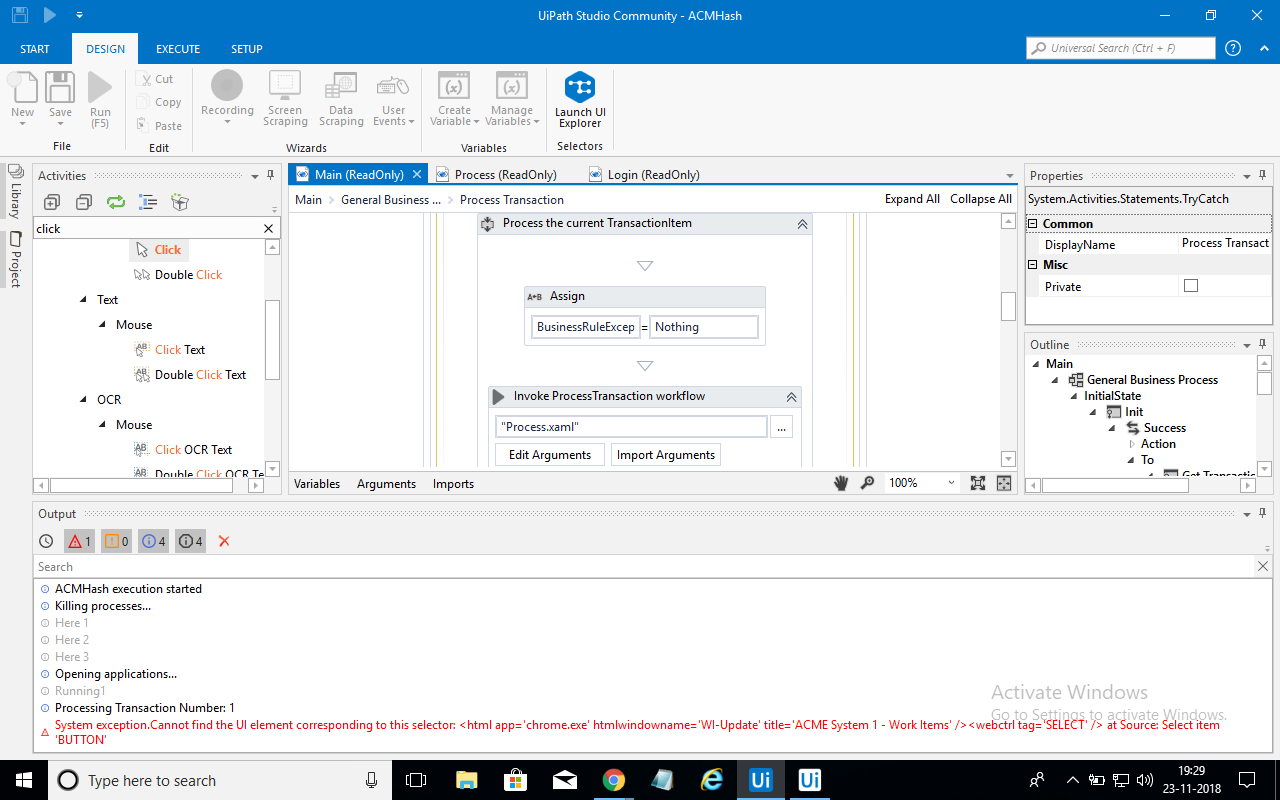 UiPath Studio Community - ACMHash
START DESIGN EXECUTE SETUP
Universal Search (Ctrl + F)
New Save Run (F5)
File
Cut
Copy
Paste
Edit
Recording Screen Scraping Data Scraping User Events
Wizards
Create Variable Manage Variables
Variables
Launch UI Explorer
Selectors
Library
Project
Activities
click
Click
Double Click
Text
Mouse
Click Text
Double Click Text
OCR
Mouse
Click OCR Text
Double Click OCR Te
Main (ReadOnly) Process (ReadOnly) Login (ReadOnly)
Main > General Business ... > Process Transaction
Expand All Collapse All
Process the current TransactionItem
A+B Assign
BusinessRuleExcep = Nothing
Invoke ProcessTransaction workflow
"Process.xaml" ...
Edit Arguments Import Arguments
Variables Arguments Imports
100%
Properties
System.Activities.Statements.TryCatch
Common
DisplayName Process Transact
Misc
Private
Outline
Main
General Business Process
InitialState
Init
Success
Action
To
Get Transactic
Output
1 0 4 4
Search
ACMHash execution started
Killing processes...
Here 1
Here 2
Here 3
Opening applications...
Running1
Processing Transaction Number: 1
System exception.Cannot find the UI element corresponding to this selector: <html app='chrome.exe' htmlwindowname='WI-Update' title='ACME System 1 - Work Items' /><webctrl tag='SELECT' /> at Source: Select item
'BUTTON'
Activate Windows
Go to Settings to activate Windows.
Type here to search
Ui
Ui
19:29
23-11-2018